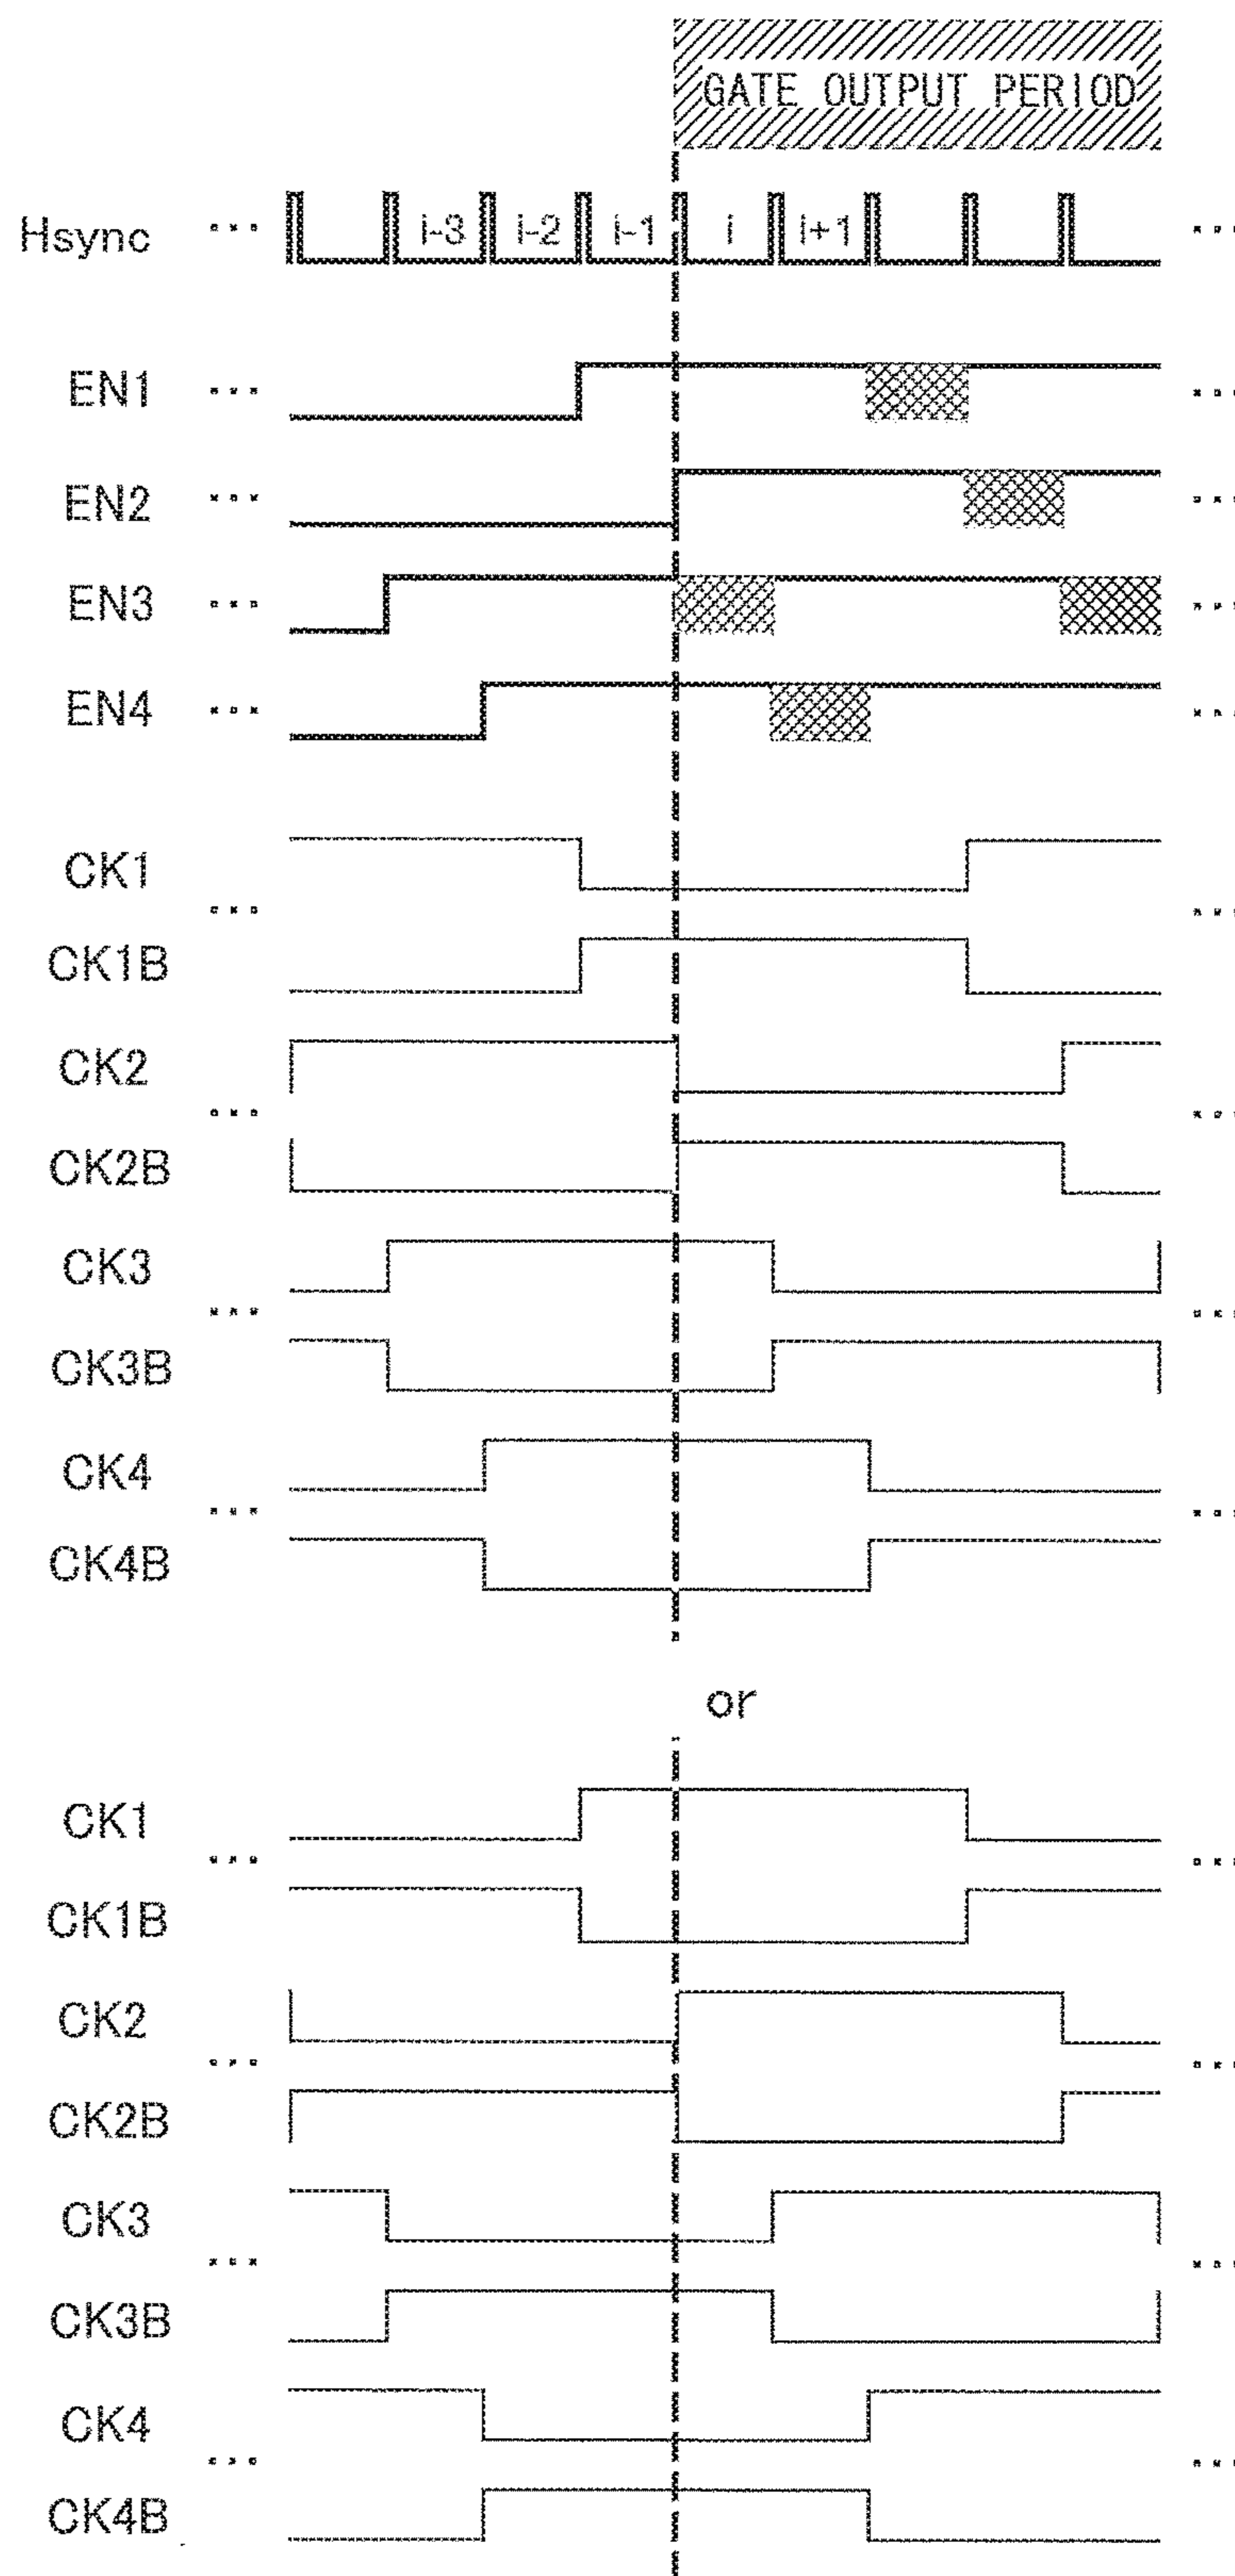 GATE OUTPUT PERIOD
Hsync ... i-3 i-2 i-1 i i+1 ...
EN1 ... ...
EN2 ... ...
EN3 ... ...
EN4 ... ...
CK1
... ...
CK1B
CK2
... ...
CK2B
CK3
... ...
CK3B
CK4
... ...
CK4B
or
CK1
... ...
CK1B
CK2
... ...
CK2B
CK3
... ...
CK3B
CK4
... ...
CK4B